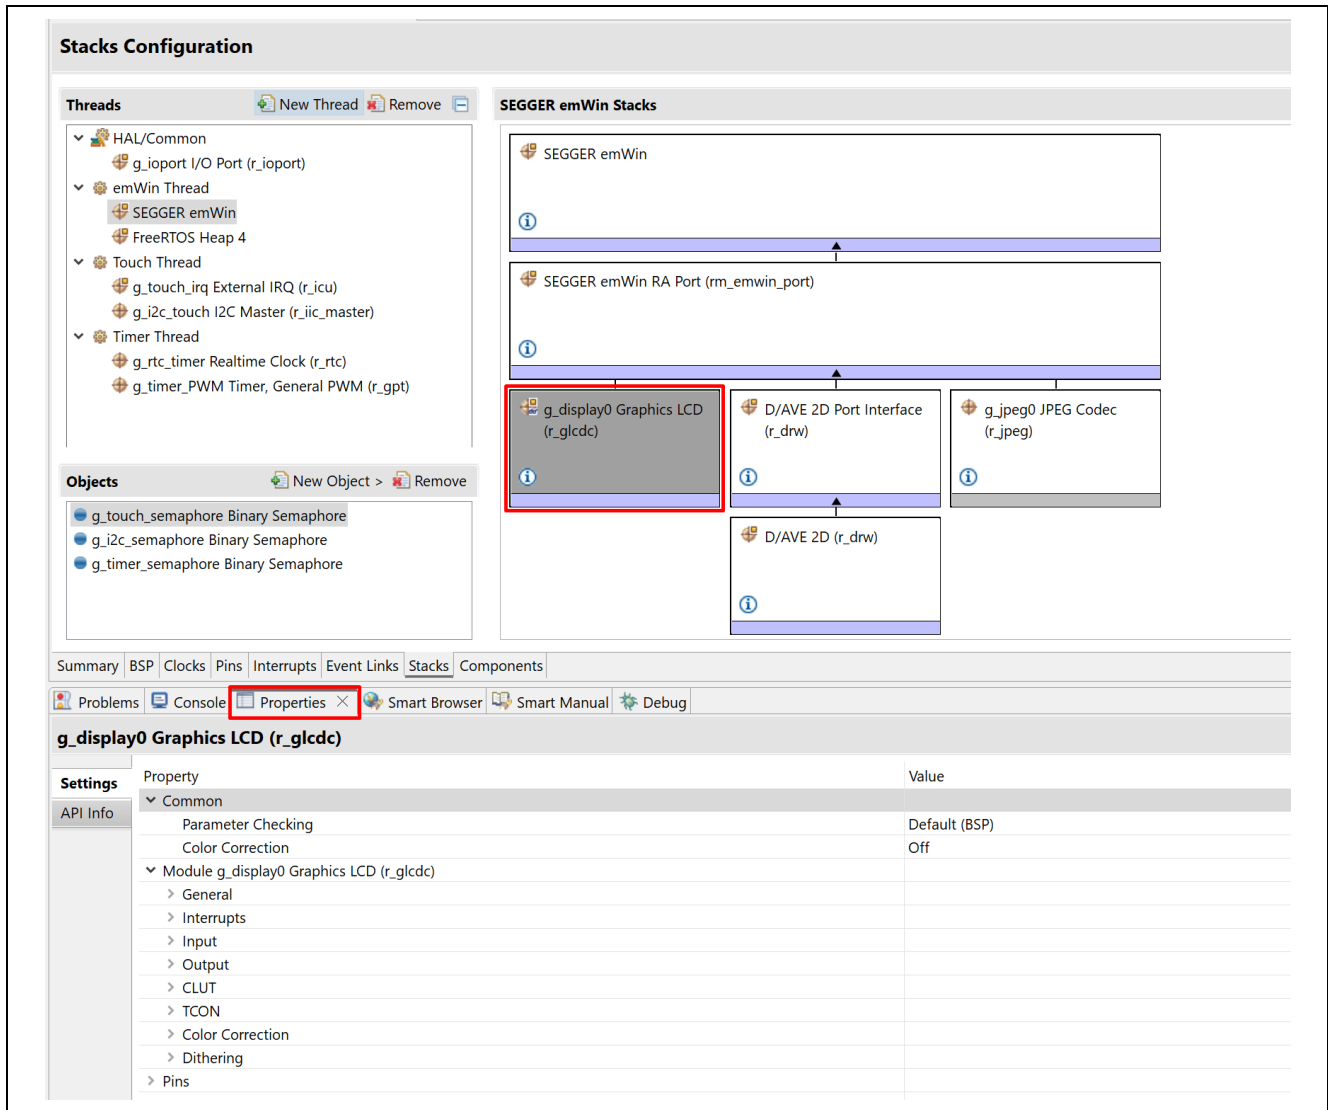 Stacks Configuration
Threads
New Thread
Remove
HAL/Common
g_ioport I/O Port (r_ioport)
emWin Thread
SEGGER emWin
FreeRTOS Heap 4
Touch Thread
g_touch_irq External IRQ (r_icu)
g_i2c_touch I2C Master (r_iic_master)
Timer Thread
g_rtc_timer Realtime Clock (r_rtc)
g_timer_PWM Timer, General PWM (r_gpt)
Objects
New Object >
Remove
g_touch_semaphore Binary Semaphore
g_i2c_semaphore Binary Semaphore
g_timer_semaphore Binary Semaphore
SEGGER emWin Stacks
SEGGER emWin
SEGGER emWin RA Port (rm_emwin_port)
g_display0 Graphics LCD
(r_glcdc)
D/AVE 2D Port Interface
(r_drw)
g_jpeg0 JPEG Codec
(r_jpeg)
D/AVE 2D (r_drw)
Summary BSP Clocks Pins Interrupts Event Links Stacks Components
Problems Console Properties Smart Browser Smart Manual Debug
g_display0 Graphics LCD (r_glcdc)
Settings
API Info
Property Value
Common
Parameter Checking Default (BSP)
Color Correction Off
Module g_display0 Graphics LCD (r_glcdc)
General
Interrupts
Input
Output
CLUT
TCON
Color Correction
Dithering
Pins